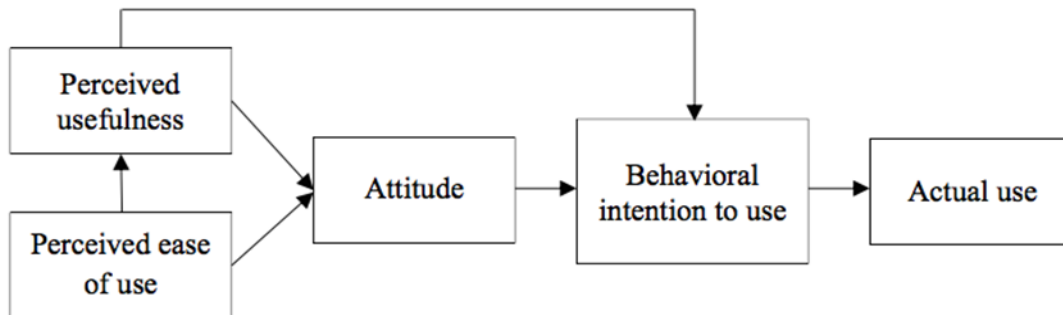 Perceived
usefulness
Perceived ease
of use
Attitude
Behavioral
intention to use
Actual use